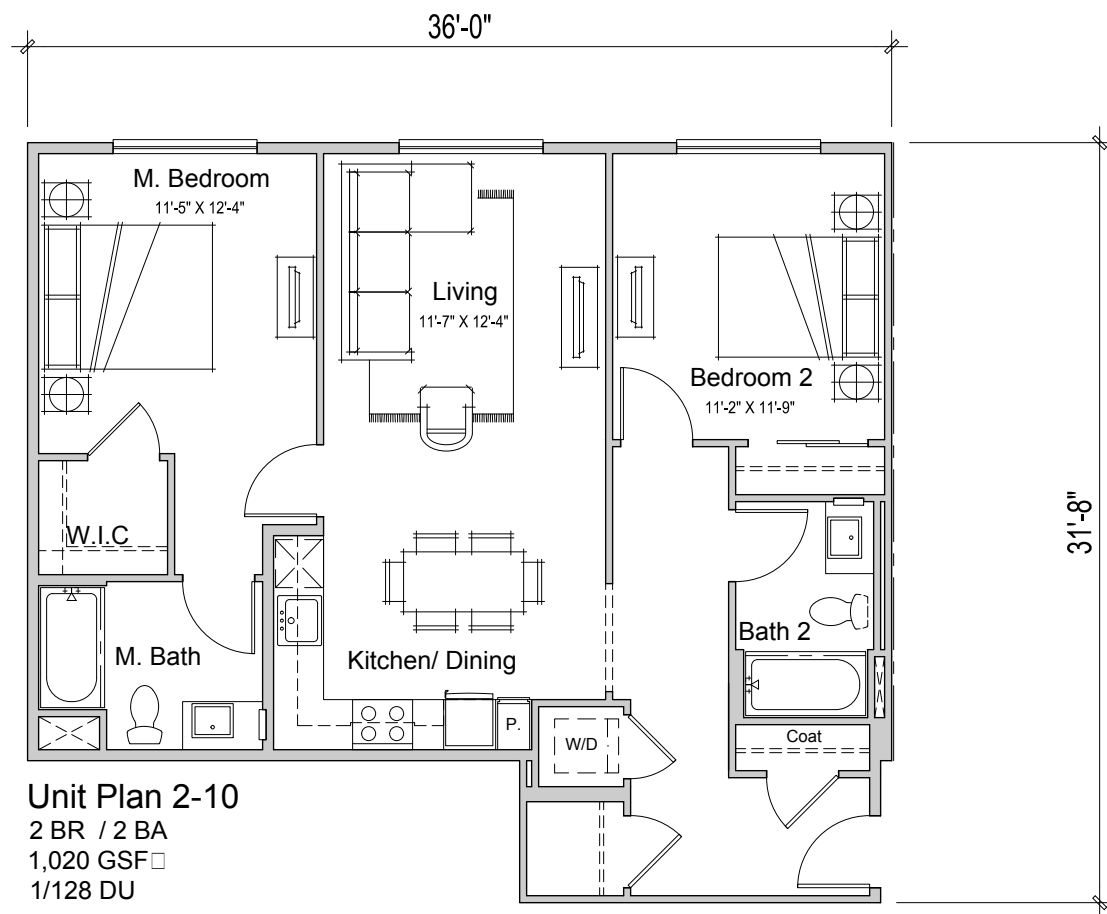 36'-0"
M. Bedroom
11'-5" X 12'-4"
Living
11'-7" X 12'-4"
Bedroom 2
11'-2" X 11'-9"
31'-8"
W.I.C
M. Bath
Kitchen/ Dining
Bath 2
P.
W/D
Coat
Unit Plan 2-10
2 BR / 2 BA
1,020 GSF□
1/128 DU